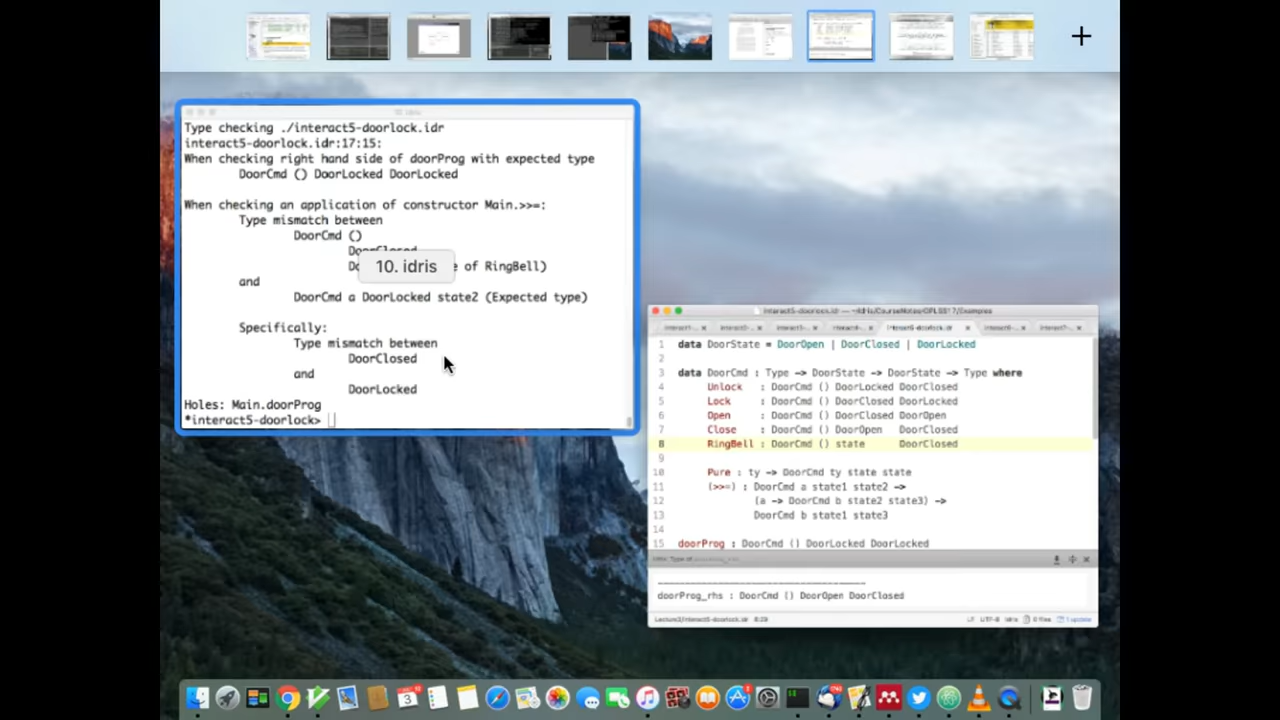 Type checking ./interact5-doorlock.idr
interact5-doorlock.idr:17:15:
When checking right hand side of doorProg with expected type
DoorCmd () DoorLocked DoorLocked
When checking an application of constructor Main.>>=:
Type mismatch between
DoorCmd ()
DoorClosed
of RingBell)
10. idris
and
DoorCmd a DoorLocked state2 (Expected type)
Specifically:
Type mismatch between
DoorClosed
and
DoorLocked
Holes: Main.doorProg
*interact5-doorlock>
interact5-doorlock.idr
1 data DoorState = DoorOpen | DoorClosed | DoorLocked
2
3 data DoorCmd : Type -> DoorState -> DoorState -> Type where
4 Unlock : DoorCmd () DoorLocked DoorClosed
5 Lock : DoorCmd () DoorClosed DoorLocked
6 Open : DoorCmd () DoorClosed DoorOpen
7 Close : DoorCmd () DoorOpen DoorClosed
8 RingBell : DoorCmd () state DoorClosed
9
10 Pure : ty -> DoorCmd ty state state
11 (>>=) : DoorCmd a state1 state2 ->
12 (a -> DoorCmd b state2 state3) ->
13 DoorCmd b state1 state3
14
15 doorProg : DoorCmd () DoorLocked DoorLocked
doorProg_rhs : DoorCmd () DoorOpen DoorClosed